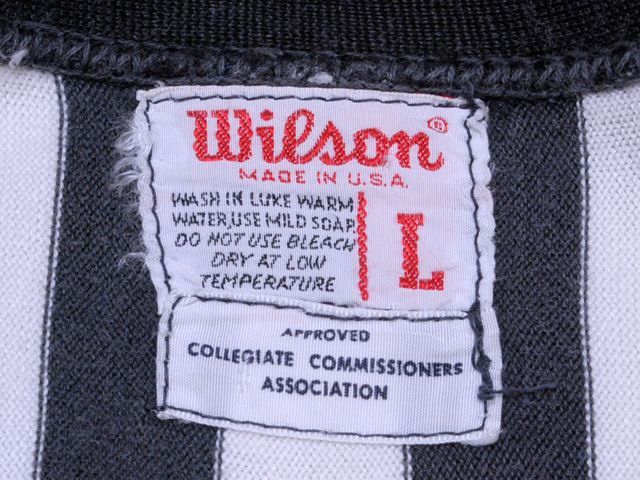 Wilson ®
MADE IN U.S.A.
WASH IN LUKE WARM
WATER, USE MILD SOAP
DO NOT USE BLEACH
DRY AT LOW
TEMPERATURE
L
APPROVED
COLLEGIATE COMMISSIONERS
ASSOCIATION